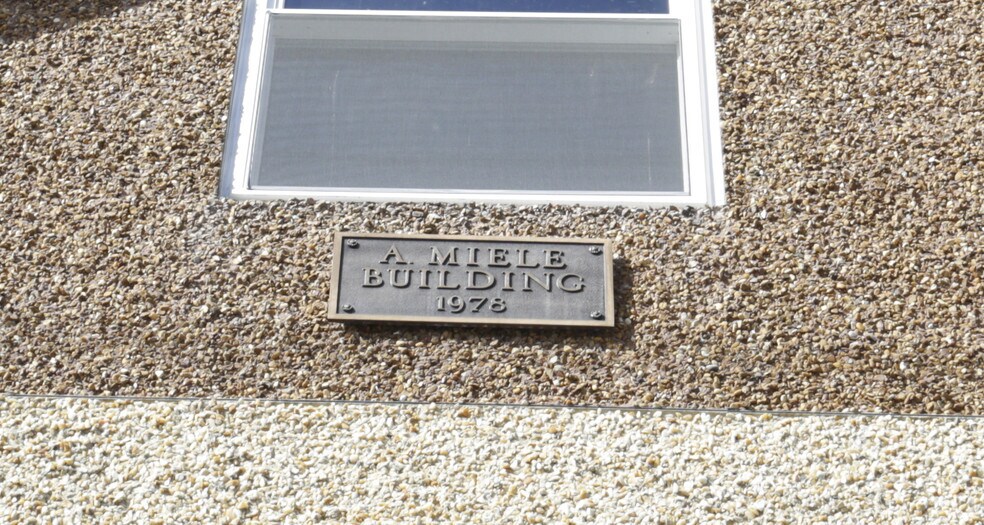 A. MIELE
BUILDING
1978